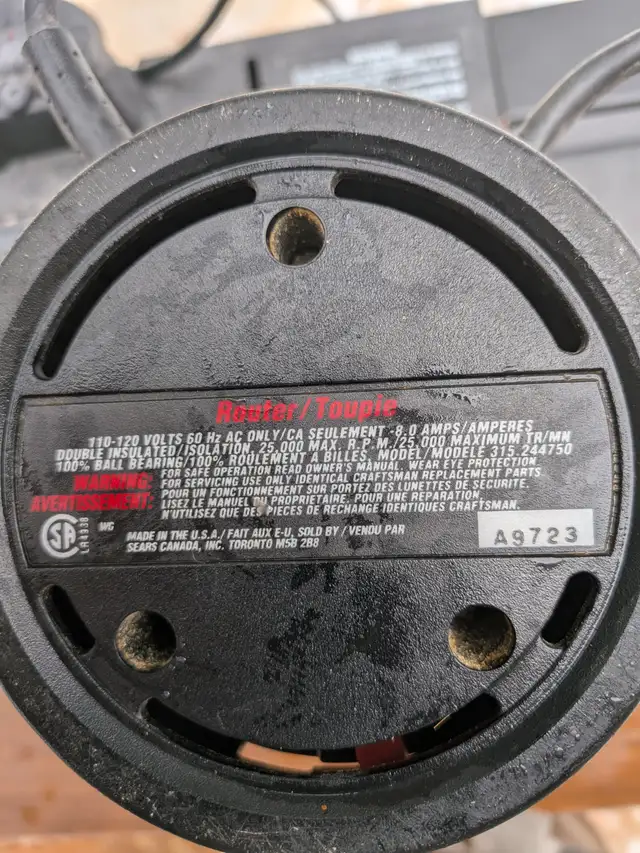 Router/Toupie
110-120 VOLTS 60 Hz AC ONLY/CA SEULEMENT-8.0 AMPS/AMPERES
DOUBLE INSULATED/ISOLATION, 25,000 MAX. R.P.M./25,000 MAXIMUM TR/MN
100% BALL BEARING/100% ROULEMENT A BILLES, MODEL/MODELE 315.244750
WARNING: FOR SAFE OPERATION READ OWNER'S MANUAL. WEAR EYE PROTECTION.
FOR SERVICING USE ONLY IDENTICAL CRAFTSMAN REPLACEMENT PARTS.
AVERTISSEMENT: POUR UN FONCTIONNEMENT SUR PORTEZ DES LUNETTES DE SECURITE.
LISEZ LE MANUEL DU PROPRIETAIRE. POUR UNE REPARATION,
N'UTILISEZ QUE DES PIECES DE RECHANGE IDENTIQUES CRAFTSMAN.
SA LR4338 WG
MADE IN THE U.S.A./FAIT AUX E-U, SOLD BY/VENDU PAR
SEARS CANADA, INC. TORONTO M5B 2B8
A9723